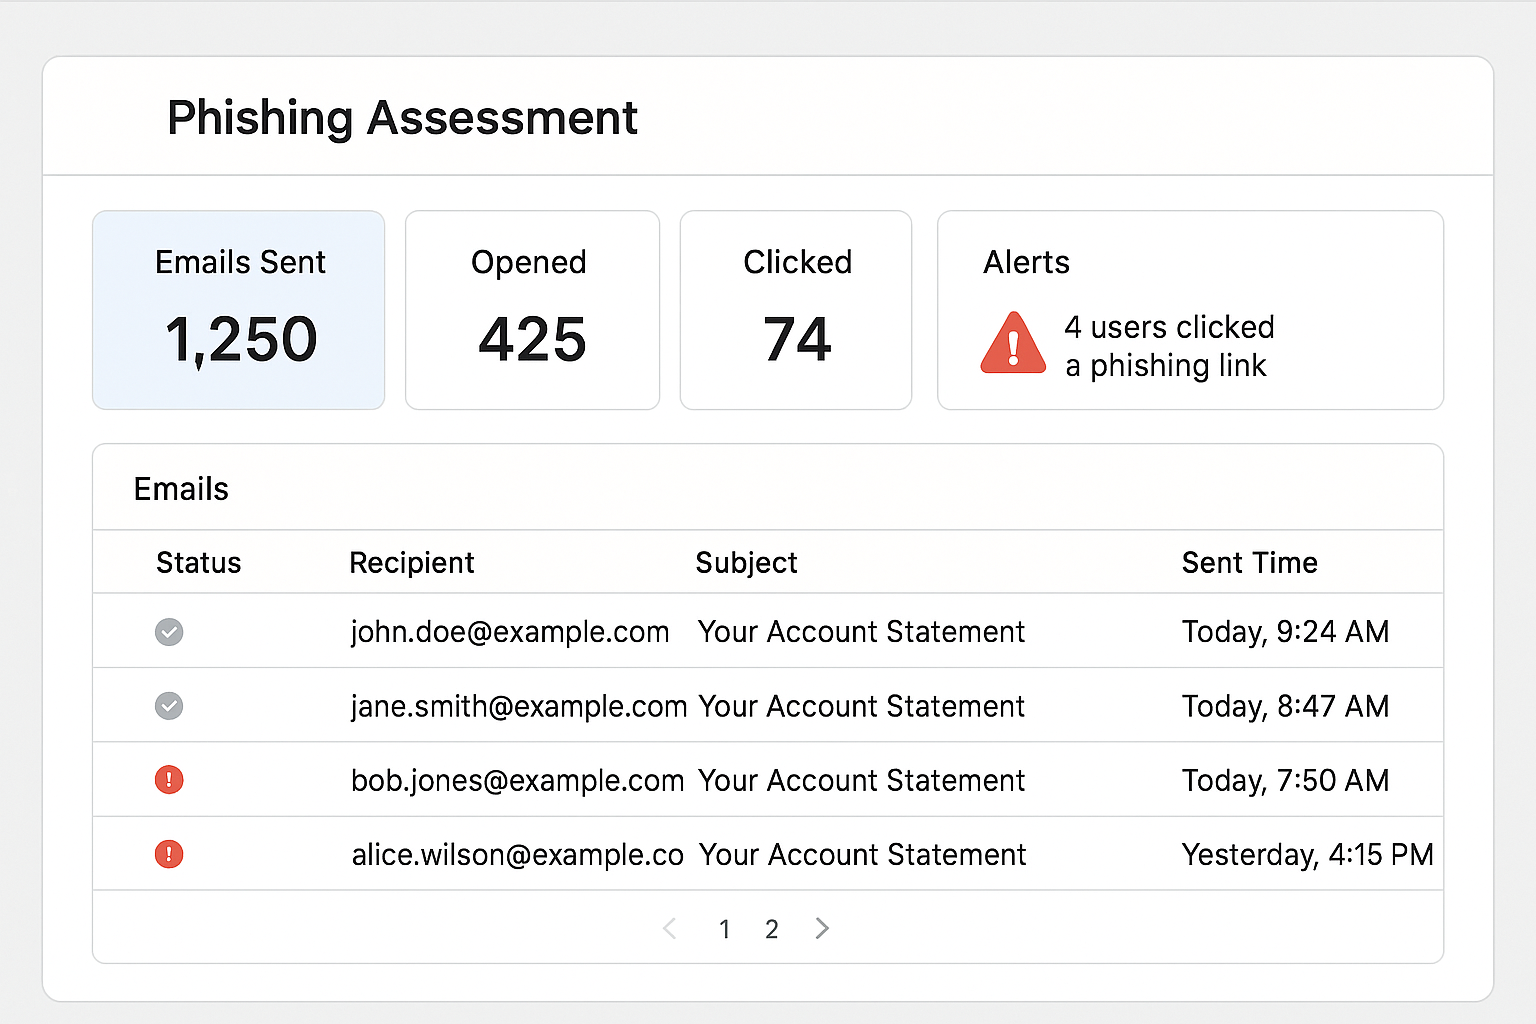 Phishing Assessment
Emails Sent
1,250
Opened
425
Clicked
74
Alerts
4 users clicked
a phishing link
Emails
Status Recipient Subject Sent Time
john.doe@example.com Your Account Statement Today, 9:24 AM
jane.smith@example.com Your Account Statement Today, 8:47 AM
bob.jones@example.com Your Account Statement Today, 7:50 AM
alice.wilson@example.co Your Account Statement Yesterday, 4:15 PM
1 2